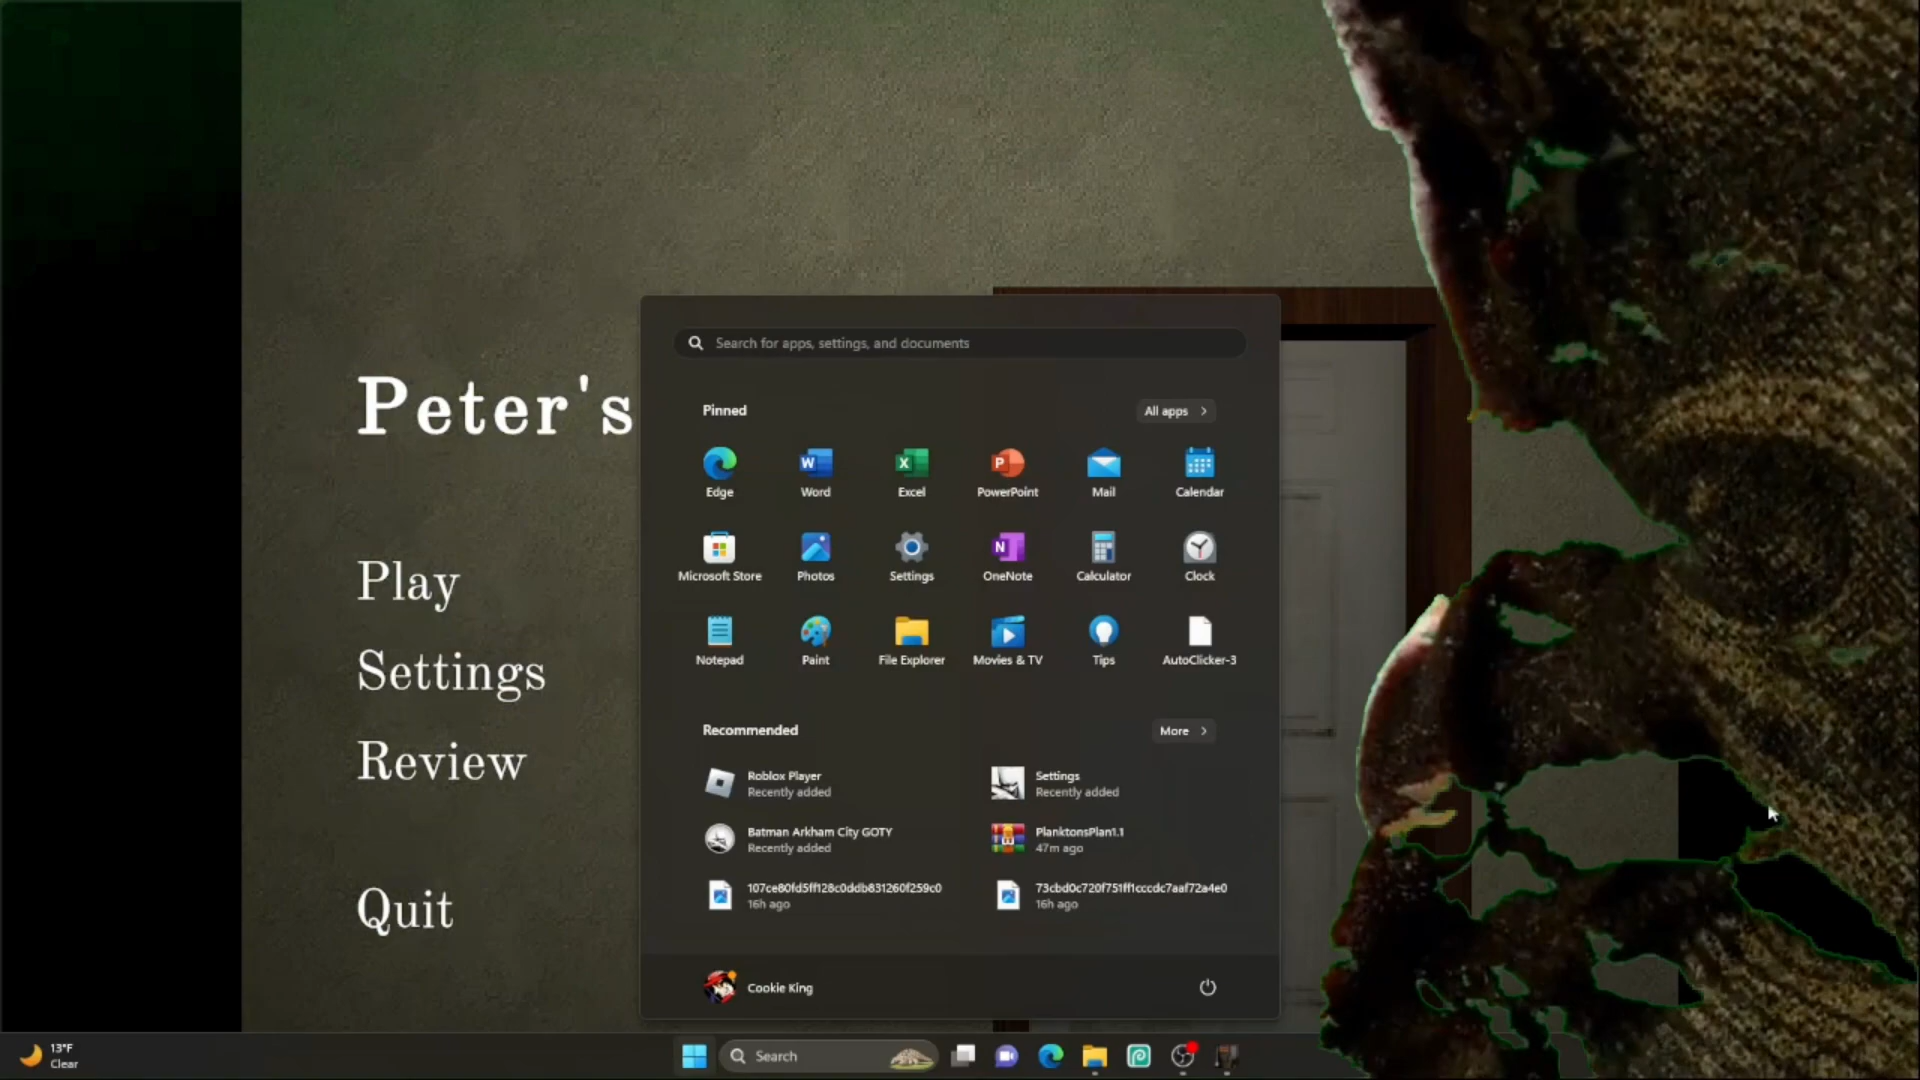 Peter's
Play
Settings
Review
Quit
Search for apps, settings, and documents
Pinned
All apps
Edge
Word
Excel
PowerPoint
Mail
Calendar
Microsoft Store
Photos
Settings
OneNote
Calculator
Clock
Notepad
Paint
File Explorer
Movies & TV
Tips
AutoClicker-3
Recommended
More
Roblox Player
Recently added
Settings
Recently added
Batman Arkham City GOTY
Recently added
PlanktonsPlan1.1
47m ago
107ce80fd5ff128c0ddb831260f259c0
16h ago
73cbd0c720f751ff1cccdc7aaf72a4e0
16h ago
Cookie King
13°F
Clear
Search